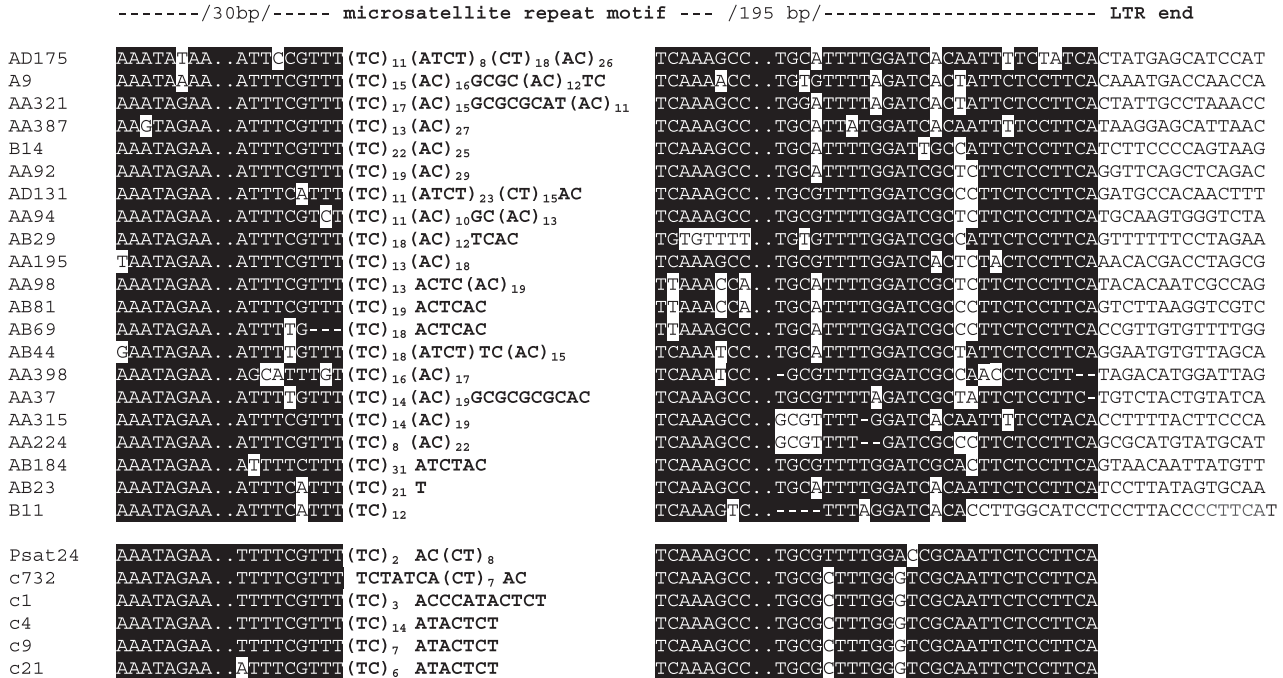 -------/30bp/------ microsatellite repeat motif --- /195 bp/----------------------- LTR end
AD175 AAATATAA..ATTCCGTTT(TC)₁₁(ATCT)₈(CT)₁₈(AC)₂₆ TCAAAGCC..TGCATTTTGGATCACAATTTTCTATCACTATGAGCATCCAT
A9 AAATAAAA..ATTTCGTTT(TC)₁₅(AC)₁₆GCGC(AC)₁₂TC TCAAAACC..TGTGTTTTAGATCACTATTCTCCTTCACAAATGACCAACCA
AA321 AAATAGAA..ATTTCGTTT(TC)₁₇(AC)₁₅GCGCGCAT(AC)₁₁ TCAAAGCC..TGGATTTTAGATCACTATTCTCCTTCACTATTGCCTAAACC
AA387 AAGTAGAA..ATTTCGTTT(TC)₁₃(AC)₂₇ TCAAAGCC..TGCATTATGGATCACAATTTTCCTTCATAAGGAGCATTAAC
B14 AAATAGAA..ATTTCGTTT(TC)₂₂(AC)₂₅ TCAAAGCC..TGCATTTTGGATTGCCATTCTCCTTCATCTTCCCCAGTAAG
AA92 AAATAGAA..ATTTCGTTT(TC)₁₉(AC)₂₉ TCAAAGCC..TGCATTTTGGATCGCTCTTCTCCTTCAGGTTCAGCTCAGAC
AD131 AAATAGAA..ATTTCATTT(TC)₁₁(ATCT)₂₃(CT)₁₅AC TCAAAGCC..TGCGTTTTGGATCGCCCTTCTCCTTCAGATGCCACAACTTT
AA94 AAATAGAA..ATTTCGTCT(TC)₁₁(AC)₁₀GC(AC)₁₃ TCAAAGCC..TGCGTTTTGGATCGCTCTTCTCCTTCATGCAAGTGGGTCTA
AB29 AAATAGAA..ATTTCGTTT(TC)₁₈(AC)₁₂TCAC TGTGTTTT..TGTGTTTTGGATCGCCATTCTCCTTCAGTTTTTTCCTAGAA
AA195 TAATAGAA..ATTTCGTTT(TC)₁₃(AC)₁₈ TCAAAGCC..TGCGTTTTGGATCACTCTACTCCTTCAAACACGACCTAGCG
AA98 AAATAGAA..ATTTCGTTT(TC)₁₃ ACTC(AC)₁₉ TTAAACCA..TGCATTTTGGATCGCTCTTCTCCTTCATACACAATCGCCAG
AB81 AAATAGAA..ATTTCGTTT(TC)₁₉ ACTCAC TTAAACCA..TGCATTTTGGATCGCCCTTCTCCTTCAGTCTTAAGGTCGTC
AB69 AAATAGAA..ATTTTG---(TC)₁₈ ACTCAC TTAAAGCC..TGCGTTTTGGATCGCCCTTCTCCTTCACCGTTGTGTTTTGG
AB44 GAATAGAA..ATTTTGTTT(TC)₁₈(ATCT)TC(AC)₁₅ TCAAATCC..TGCATTTTGGATCGCTATTCTCCTTCAGGAATGTGTTAGCA
AA398 AAATAGAA..AGCATTTGT(TC)₁₆(AC)₁₇ TCAAATCC..-GCGTTTTGGATCGCCAACCTCCTT--TAGACATGGATTAG
AA37 AAATAGAA..ATTTTGTTT(TC)₁₄(AC)₁₉GCGCGCGCAC TCAAAGCC..TGCGTTTTAGATCGCTATTCTCCTTC-TGTCTACTGTATCA
AA315 AAATAGAA..ATTTCGTTT(TC)₁₄(AC)₁₉ TCAAAGCC..GCGTTTT-GGATCACAATTTTCCTACACCTTTTACTTCCCA
AA224 AAATAGAA..ATTTCGTTT(TC)₈(AC)₂₂ TCAAAGCC..GCGTTTT--GATCGCCCTTCTCCTTCAGCGCATGTATGCAT
AB184 AAATAGAA..ATTTTCTTT(TC)₃₁ ATCTAC TCAAAGCC..TGCGTTTTGGATCGCACTTCTCCTTCAGTAACAATTATGTT
AB23 AAATAGAA..ATTTCATTT(TC)₂₁ T TCAAAGCC..TGCATTTTGGATCACAATTCTCCTTCATCCTTATAGTGCAA
B11 AAATAGAA..ATTTCATTT(TC)₁₂ TCAAAGTC..----TTTAGGATCACACCTTGGCATCCTCCTTACCCCTTCAT
Psat24 AAATAGAA..TTTTCGTTT(TC)₂ AC(CT)₈ TCAAAGCC..TGCGTTTTGGACCGCAATTCTCCTTCA
c732 AAATAGAA..TTTTCGTTT TCTATCA(CT)₇ AC TCAAAGCC..TGCGCTTTGGGTCGCAATTCTCCTTCA
c1 AAATAGAA..TTTTCGTTT(TC)₃ ACCCATACTCT TCAAAGCC..TGCGCTTTGGGTCGCAATTCTCCTTCA
c4 AAATAGAA..TTTTCGTTT(TC)₁₄ ATACTCT TCAAAGCC..TGCGCTTTGGGTCGCAATTCTCCTTCA
c9 AAATAGAA..TTTTCGTTT(TC)₇ ATACTCT TCAAAGCC..TGCGCTTTGGGTCGCAATTCTCCTTCA
c21 AAATAGAA..ATTTCGTTT(TC)₆ ATACTCT TCAAAGCC..TGCGCTTTGGGTCGCAATTCTCCTTCA